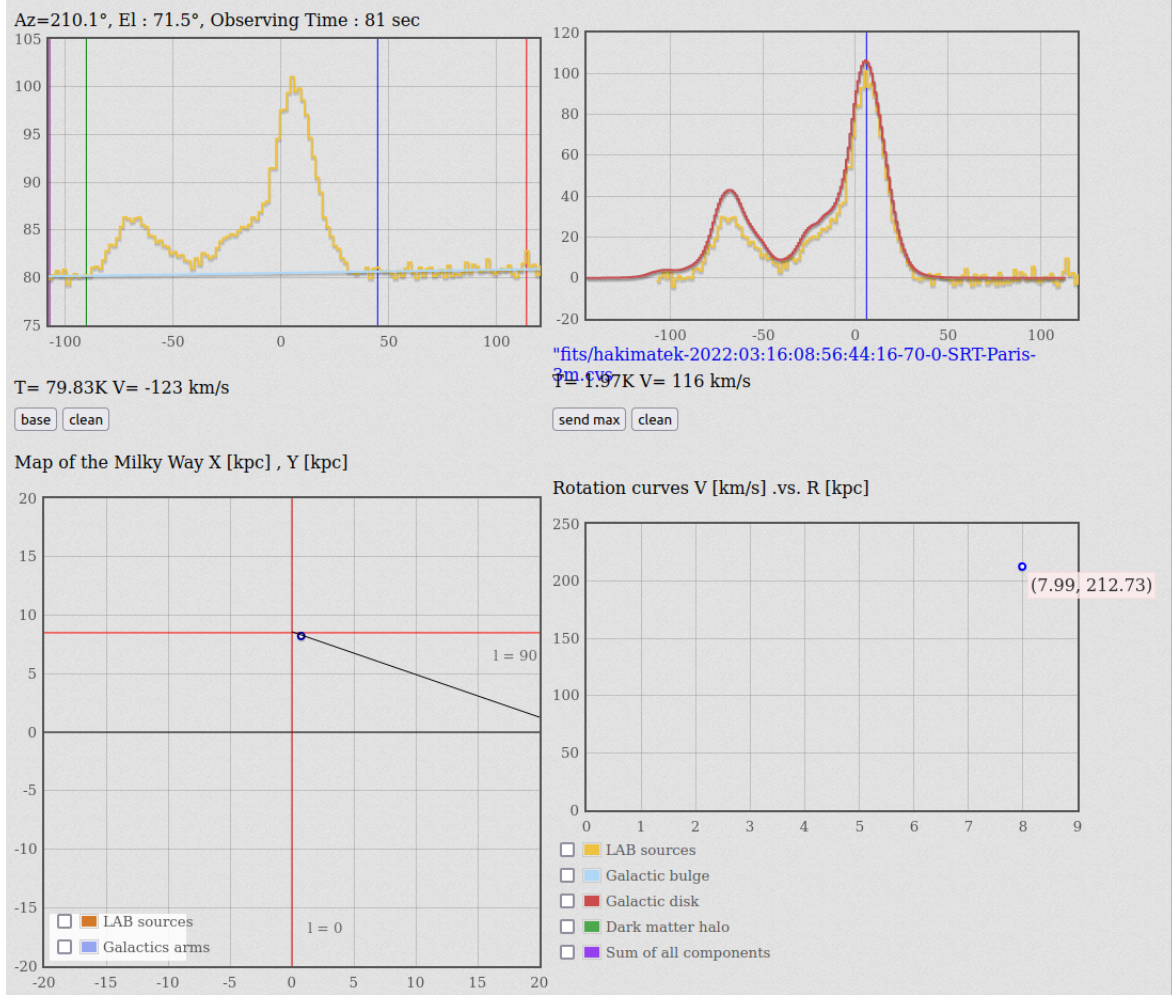 Az=210.1°, El : 71.5°, Observing Time : 81 sec
105
100
95
90
85
80
75
-100 -50 0 50 100
T= 79.83K V= -123 km/s
base clean
120
100
80
60
40
20
0
-20
-100 -50 0 50 100
"fits/hakimatek-2022:03:16:08:56:44:16-70-0-SRT-Paris-
3m.cvs
T= 1.97K V= 116 km/s
send max clean
Map of the Milky Way X [kpc] , Y [kpc]
20
15
10
5
0
-5
-10
-15
-20
l = 90
l = 0
LAB sources
Galactics arms
-20 -15 -10 -5 0 5 10 15 20
Rotation curves V [km/s] .vs. R [kpc]
250
200
150
100
50
0
(7.99, 212.73)
0 1 2 3 4 5 6 7 8 9
LAB sources
Galactic bulge
Galactic disk
Dark matter halo
Sum of all components